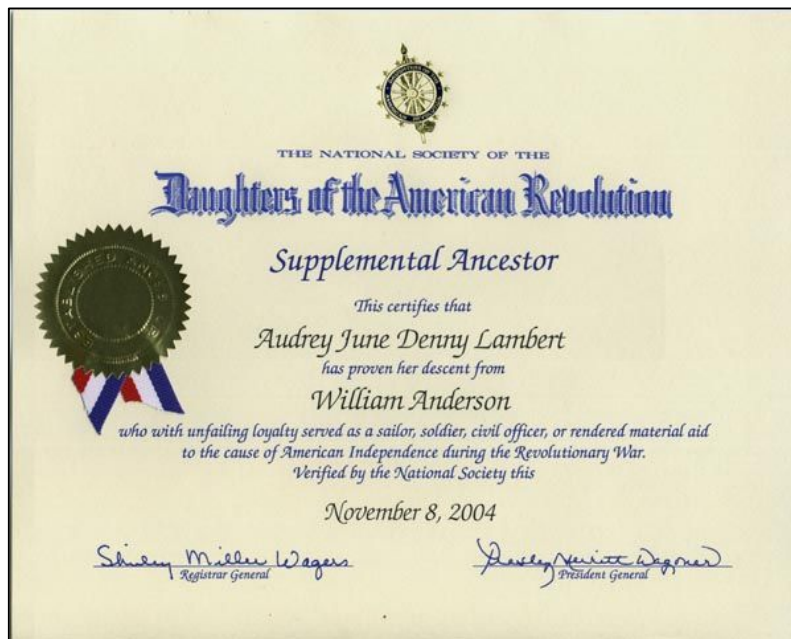 THE NATIONAL SOCIETY OF THE
Daughters of the American Revolution
Supplemental Ancestor
This certifies that
Audrey June Denny Lambert
has proven her descent from
William Anderson
who with unfailing loyalty served as a sailor, soldier, civil officer, or rendered material aid
to the cause of American Independence during the Revolutionary War.
Verified by the National Society this
November 8, 2004
Shirley Miller Wagers
Registrar General
Wagoner
President General